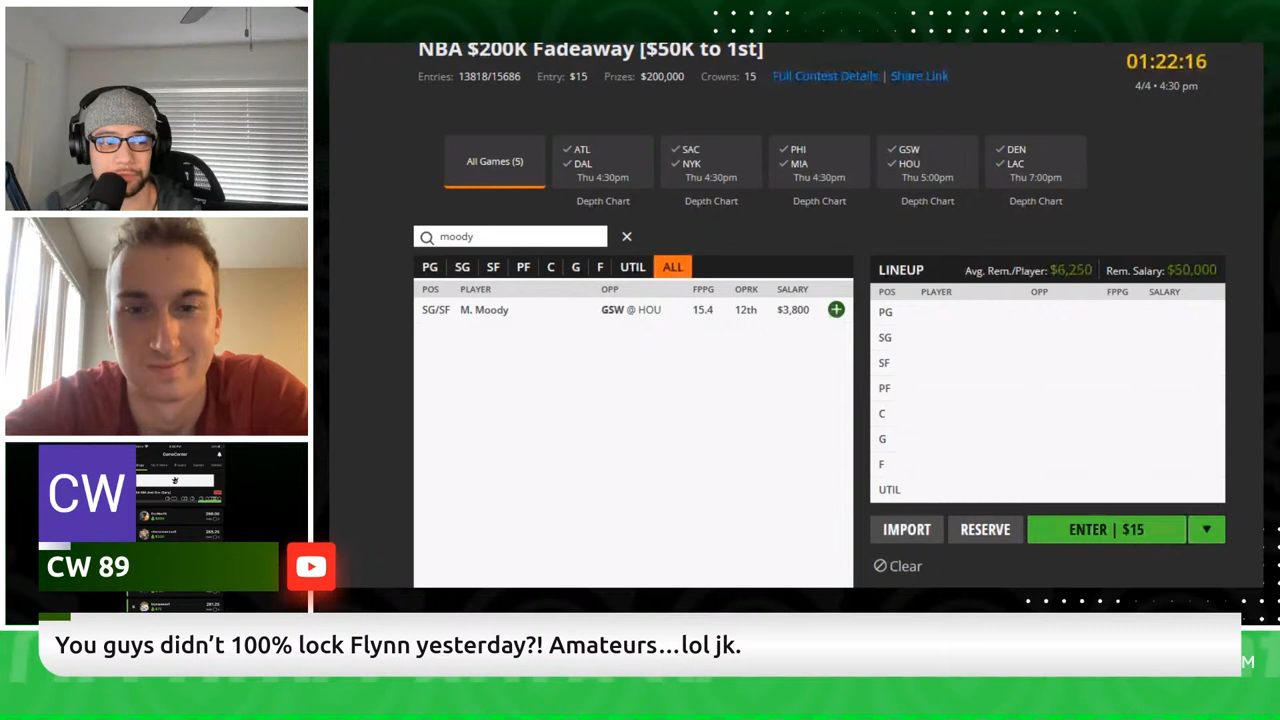 NBA $200K Fadeaway [$50K to 1st]
Entries: 13818/15686 Entry: $15 Prizes: $200,000 Crowns: 15 Full Contest Details | Share Link
01:22:16
4/4 • 4:30 pm
All Games (5)
ATL
DAL
Thu 4:30pm
SAC
NYK
Thu 4:30pm
PHI
MIA
Thu 4:30pm
GSW
HOU
Thu 5:00pm
DEN
LAC
Thu 7:00pm
Depth Chart Depth Chart Depth Chart Depth Chart Depth Chart
moody
PG SG SF PF C G F UTIL ALL
POS PLAYER OPP FPPG OPRK SALARY
SG/SF M. Moody GSW @ HOU 15.4 12th $3,800
LINEUP Avg. Rem./Player: $6,250 Rem. Salary: $50,000
POS PLAYER OPP FPPG SALARY
PG
SG
SF
PF
C
G
F
UTIL
IMPORT RESERVE ENTER | $15
Clear
GameCenter
CW
CW 89
You guys didn't 100% lock Flynn yesterday?! Amateurs...lol jk.
M